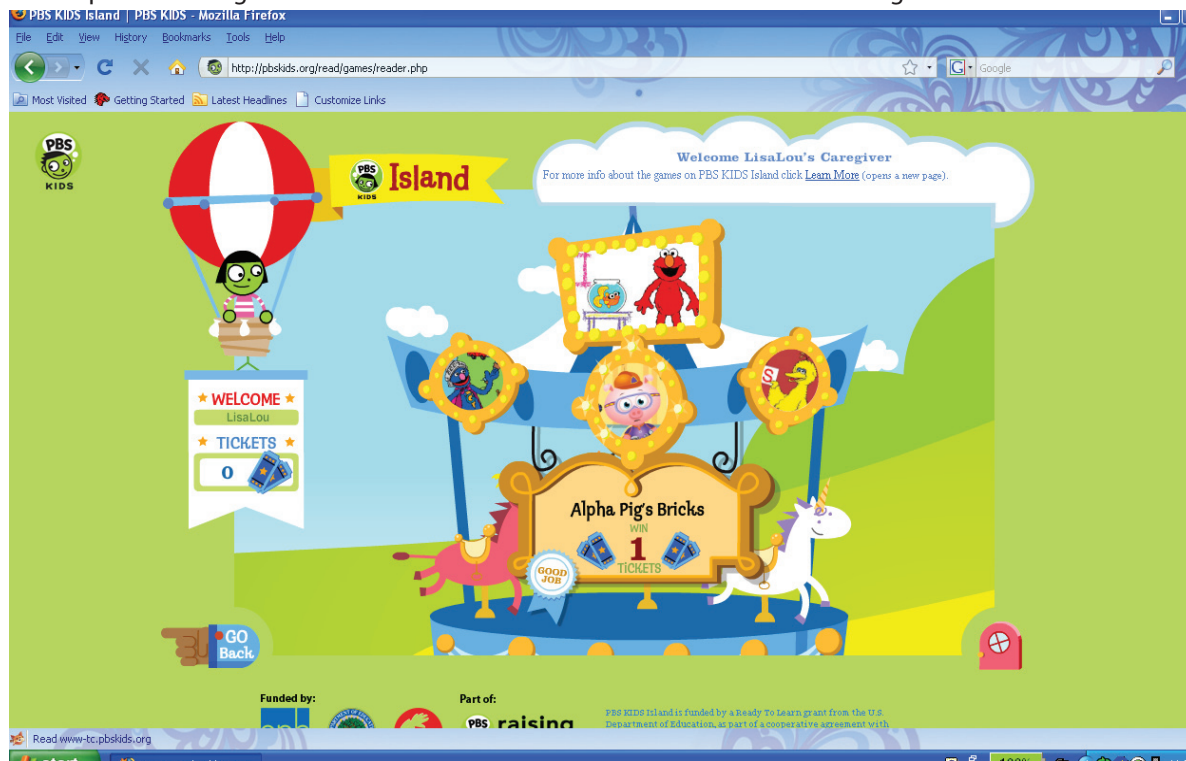 PBS KIDS Island | PBS KIDS - Mozilla Firefox
File Edit View History Bookmarks Tools Help
http://pbskids.org/read/games/reader.php
G Google
Most Visited Getting Started Latest Headlines Customize Links
PBS
KIDS
PBS
KIDS
Island
Welcome LisaLou's Caregiver
For more info about the games on PBS KIDS Island click Learn More (opens a new page).
S
WELCOME
LisaLou
TICKETS
0
Alpha Pig's Bricks
WIN
1
TICKETS
GOOD
JOB
GO
Back
Funded by:
Part of:
PBS raising
PBS KIDS Island is funded by a Ready To Learn grant from the U.S.
Department of Education, as part of a cooperative agreement with
Read www-tc.pbskids.org
start
100%